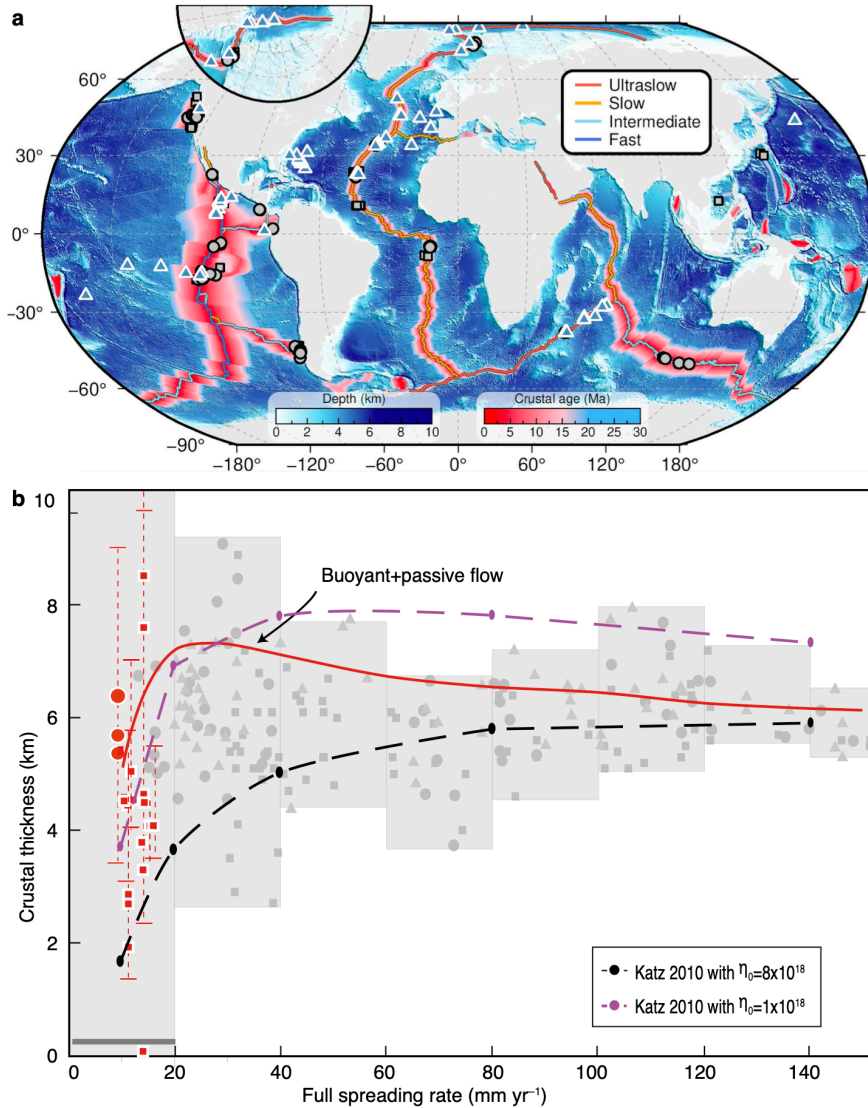 a
60°
30°
0°
−30°
−60°
−90°
Ultraslow
Slow
Intermediate
Fast
Depth (km)
0 2 4 6 8 10
Crustal age (Ma)
0 5 10 15 20 25 30
−180° −120° −60° 0° 60° 120° 180°
b
10
8
6
4
2
0
Crustal thickness (km)
Buoyant+passive flow
Katz 2010 with η₀=8x10¹⁸
Katz 2010 with η₀=1x10¹⁸
0 20 40 60 80 100 120 140
Full spreading rate (mm yr⁻¹)